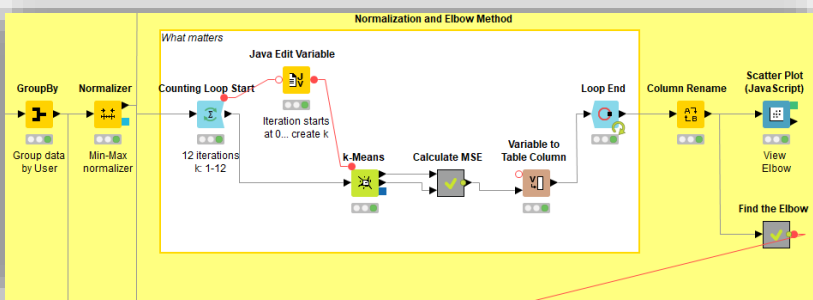 Normalization and Elbow Method
What matters
Java Edit Variable
Iteration starts
at 0... create k
GroupBy
Group data
by User
Normalizer
Min-Max
normalizer
Counting Loop Start
12 iterations
k: 1-12
k-Means
Calculate MSE
Variable to
Table Column
Loop End
Column Rename
Scatter Plot
(JavaScript)
View
Elbow
Find the Elbow